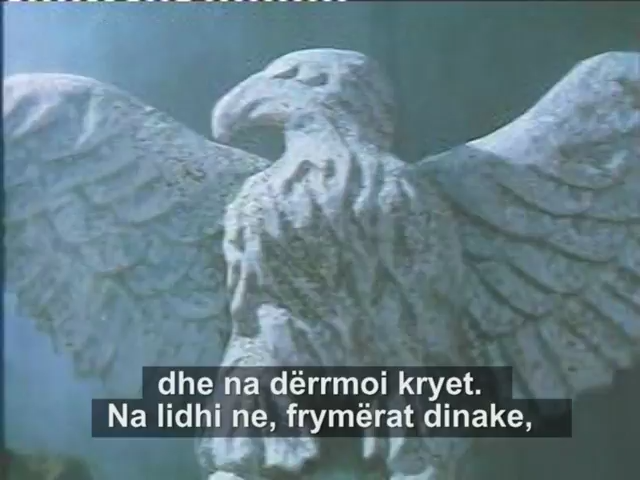 dhe na dërrmoi kryet.
Na lidhi ne, frymërat dinake,